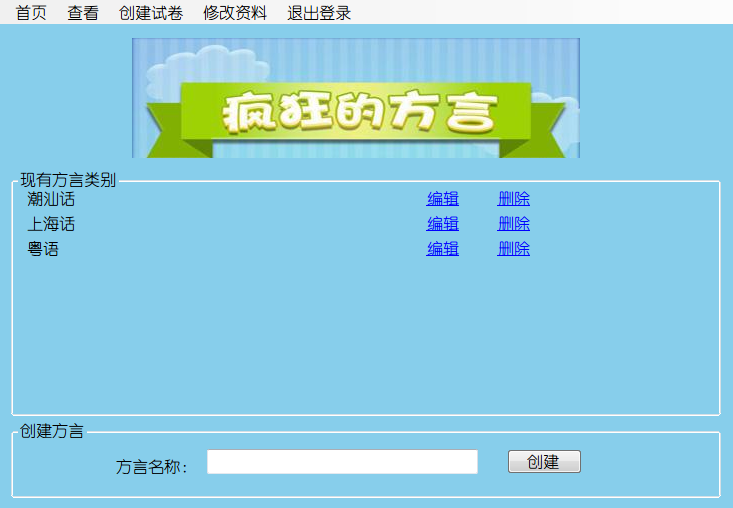 首页 查看 创建试卷 修改资料 退出登录
疯狂的方言
现有方言类别
潮汕话 编辑 删除
上海话 编辑 删除
粤语 编辑 删除
创建方言
方言名称： 创建